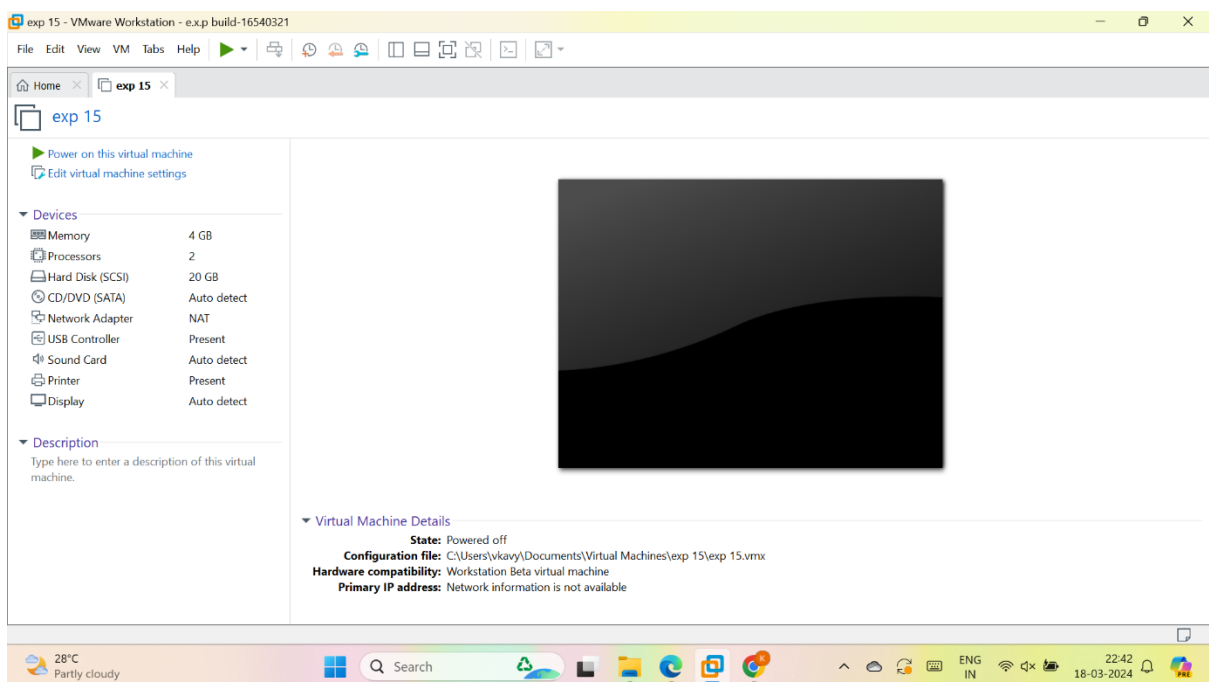 exp 15 - VMware Workstation - e.x.p build-16540321
File Edit View VM Tabs Help
Home
exp 15
exp 15
Power on this virtual machine
Edit virtual machine settings
Devices
Memory 4 GB
Processors 2
Hard Disk (SCSI) 20 GB
CD/DVD (SATA) Auto detect
Network Adapter NAT
USB Controller Present
Sound Card Auto detect
Printer Present
Display Auto detect
Description
Type here to enter a description of this virtual
machine.
Virtual Machine Details
State: Powered off
Configuration file: C:\Users\vkavy\Documents\Virtual Machines\exp 15\exp 15.vmx
Hardware compatibility: Workstation Beta virtual machine
Primary IP address: Network information is not available
28°C
Partly cloudy
Search
K
ENG
IN
22:42
18-03-2024
PRE